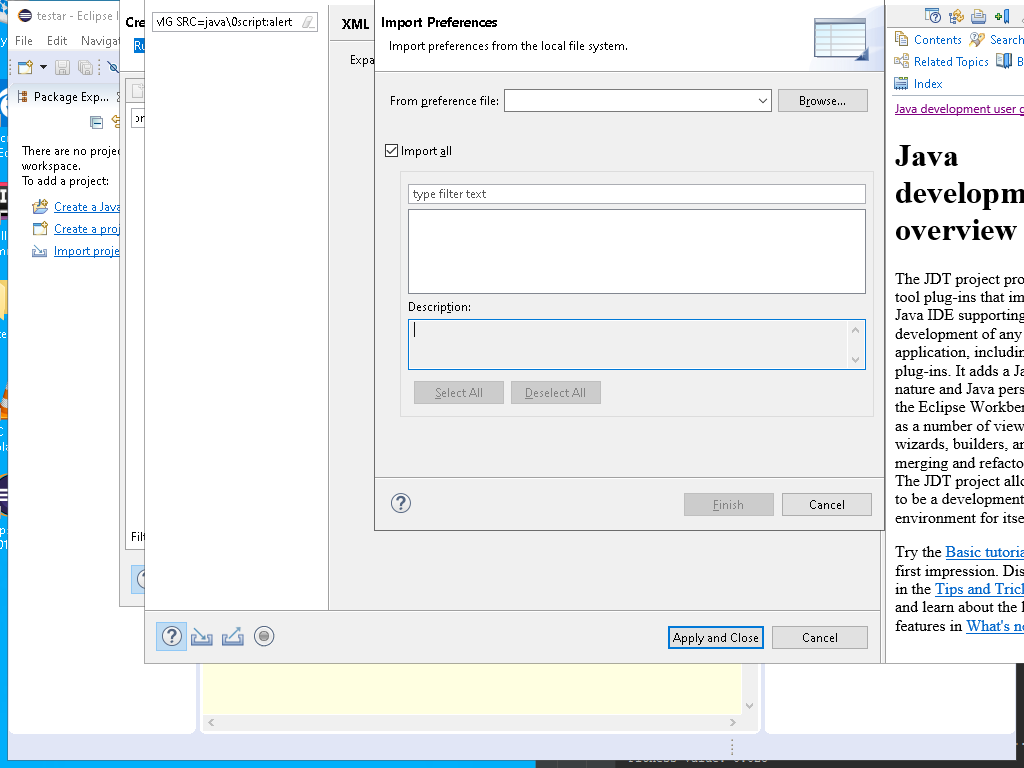 testar - Eclipse
File Edit Navigat
Package Exp...
There are no proje
workspace.
To add a project:
Create a Java
Create a proj
Import proje
Cre
Ru
Filt
MG SRC=java\0script:alert
XML
Expa
Import Preferences
Import preferences from the local file system.
From preference file:
Browse...
Import all
type filter text
Description:
Select All
Deselect All
Finish
Cancel
Apply and Close
Cancel
Contents
Search
Related Topics
B
Index
Java development user g
Java
developm
overview
The JDT project pro
tool plug-ins that im
Java IDE supporting
development of any
application, includin
plug-ins. It adds a Ja
nature and Java pers
the Eclipse Workben
as a number of view
wizards, builders, an
merging and refacto
The JDT project allo
to be a development
environment for itse
Try the Basic tutoria
first impression. Dis
in the Tips and Trick
and learn about the l
features in What's ne